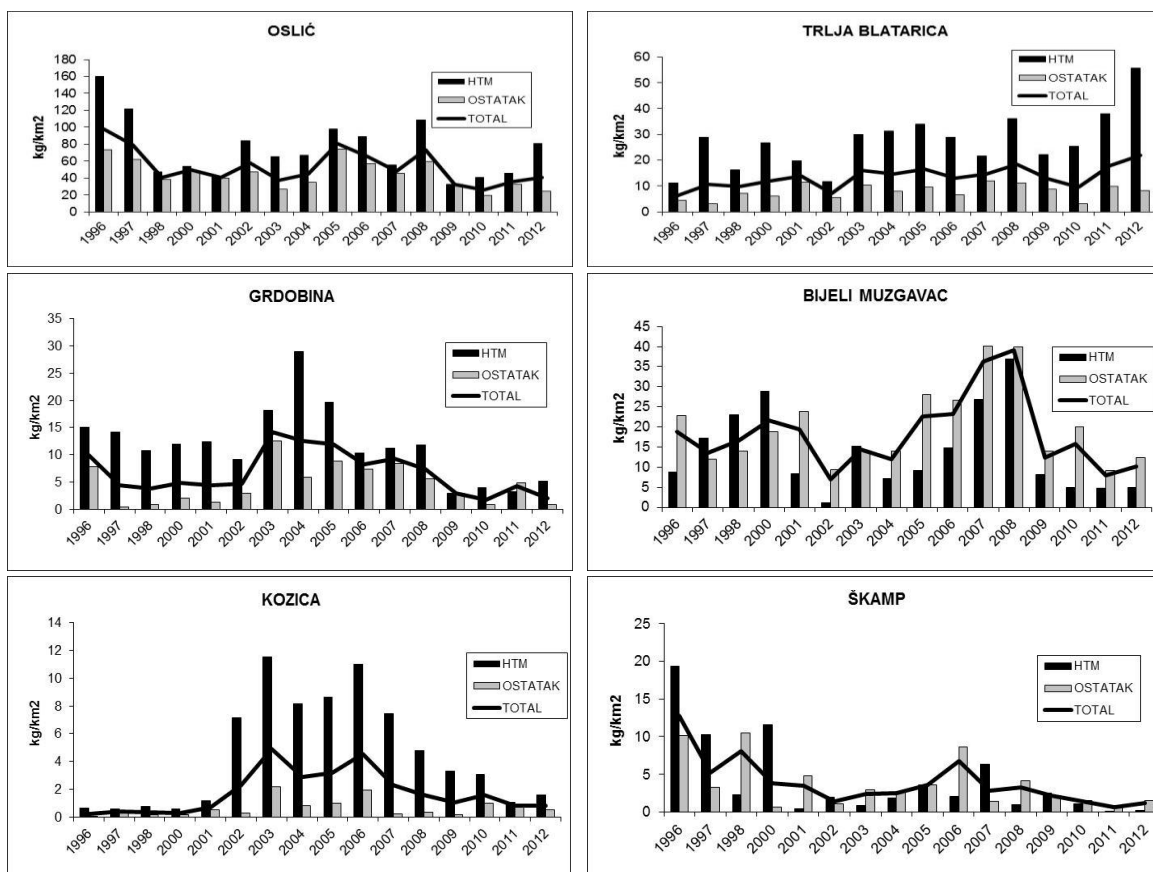 OSLIĆ
kg/km2
180
160
140
120
100
80
60
40
20
0
HTM
OSTATAK
TOTAL
1996 1997 1998 2000 2001 2002 2003 2004 2005 2006 2007 2008 2009 2010 2011 2012
TRLJA BLATARICA
kg/km2
60
50
40
30
20
10
0
HTM
OSTATAK
TOTAL
1996 1997 1998 2000 2001 2002 2003 2004 2005 2006 2007 2008 2009 2010 2011 2012
GRDOBINA
kg/km2
35
30
25
20
15
10
5
0
HTM
OSTATAK
TOTAL
1996 1997 1998 2000 2001 2002 2003 2004 2005 2006 2007 2008 2009 2010 2011 2012
BIJELI MUZGAVAC
kg/km2
45
40
35
30
25
20
15
10
5
0
HTM
OSTATAK
TOTAL
1996 1997 1998 2000 2001 2002 2003 2004 2005 2006 2007 2008 2009 2010 2011 2012
KOZICA
kg/km2
14
12
10
8
6
4
2
0
HTM
OSTATAK
TOTAL
1996 1997 1998 2000 2001 2002 2003 2004 2005 2006 2007 2008 2009 2010 2011 2012
ŠKAMP
kg/km2
25
20
15
10
5
0
HTM
OSTATAK
TOTAL
1996 1997 1998 2000 2001 2002 2003 2004 2005 2006 2007 2008 2009 2010 2011 2012